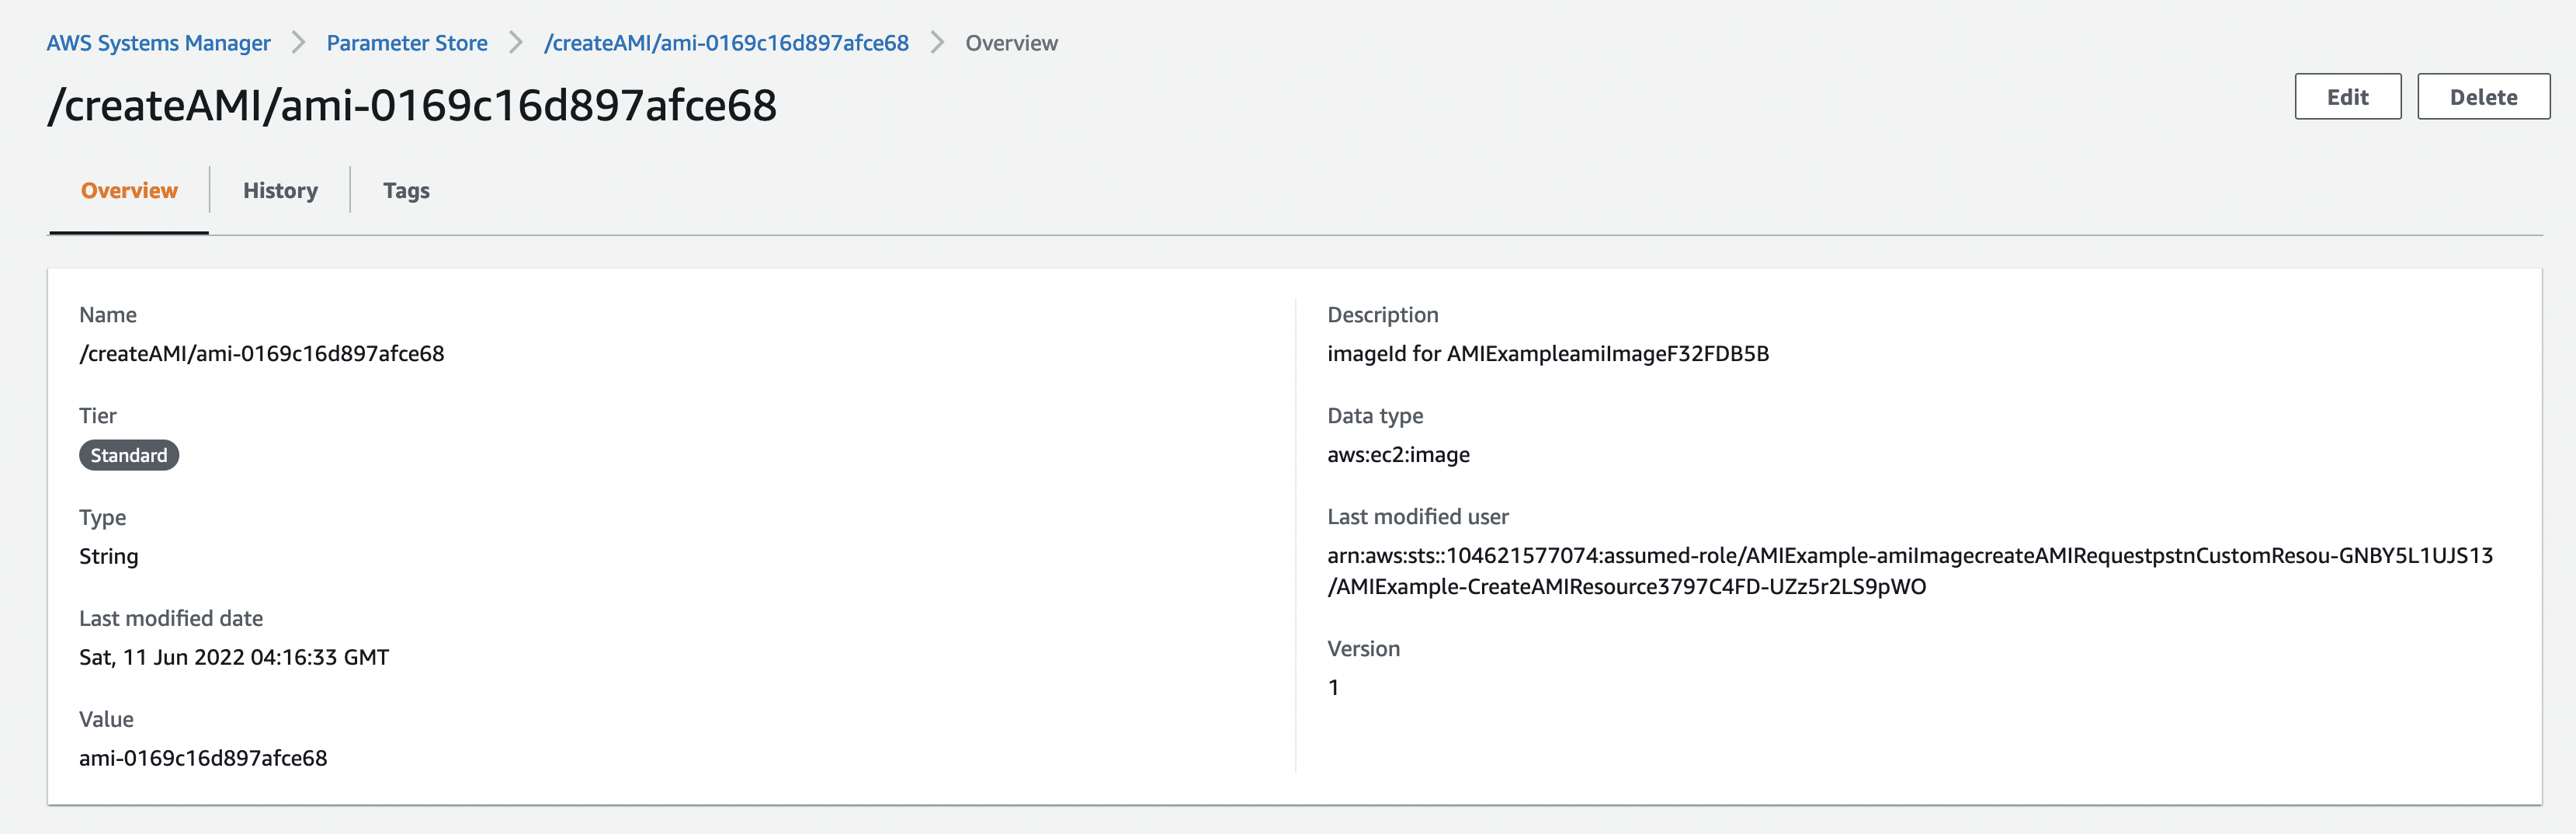 AWS Systems Manager > Parameter Store > /createAMI/ami-0169c16d897afce68 > Overview
/createAMI/ami-0169c16d897afce68
Edit
Delete
Overview
History
Tags
Name
/createAMI/ami-0169c16d897afce68
Tier
Standard
Type
String
Last modified date
Sat, 11 Jun 2022 04:16:33 GMT
Value
ami-0169c16d897afce68
Description
imageId for AMIExampleamiImageF32FDB5B
Data type
aws:ec2:image
Last modified user
arn:aws:sts::104621577074:assumed-role/AMIExample-amiImagecreateAMIRequestpstnCustomResou-GNBY5L1UJS13
/AMIExample-CreateAMIResource3797C4FD-UZz5r2LS9pWO
Version
1